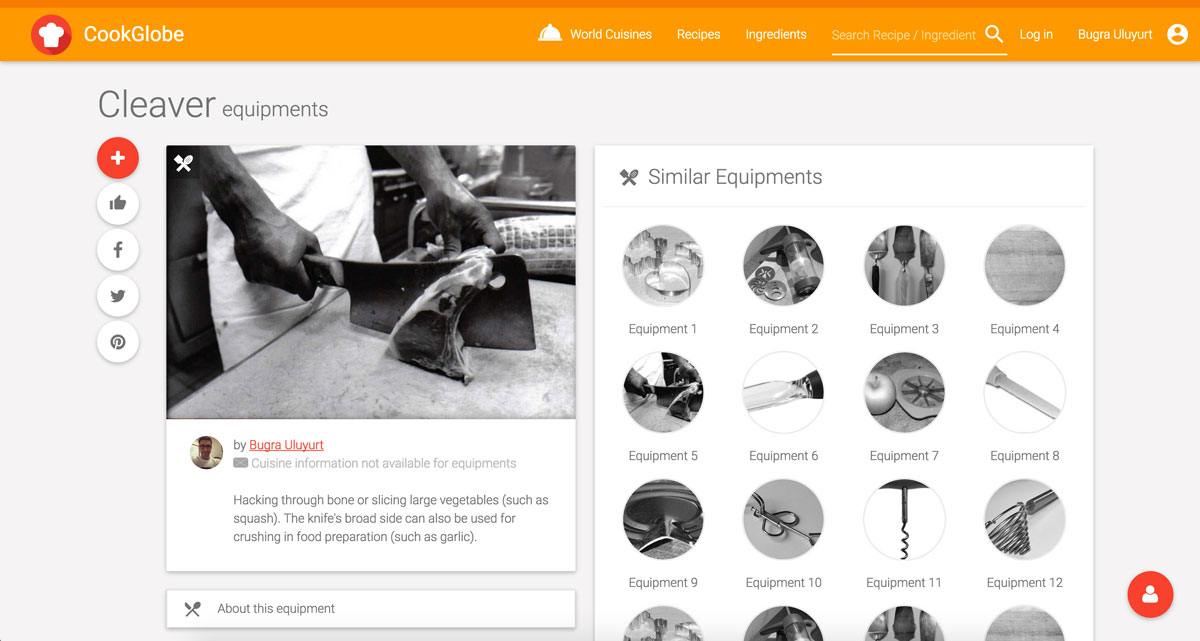 CookGlobe
World Cuisines
Recipes
Ingredients
Search Recipe / Ingredient
Log in
Bugra Uluyurt
Cleaver equipments
by Bugra Uluyurt
Cuisine information not available for equipments
Hacking through bone or slicing large vegetables (such as
squash). The knife's broad side can also be used for
crushing in food preparation (such as garlic).
About this equipment
Similar Equipments
Equipment 1
Equipment 2
Equipment 3
Equipment 4
Equipment 5
Equipment 6
Equipment 7
Equipment 8
Equipment 9
Equipment 10
Equipment 11
Equipment 12